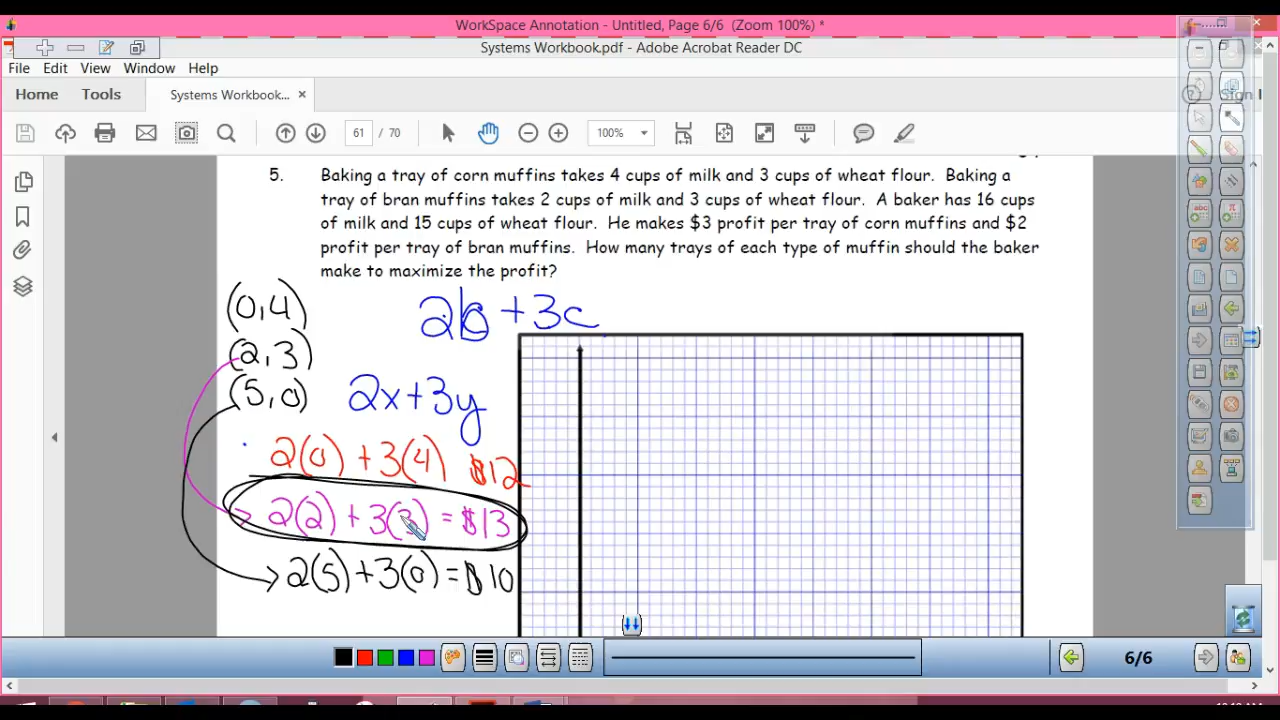 WorkSpace Annotation - Untitled, Page 6/6 (Zoom 100%) *
Systems Workbook.pdf - Adobe Acrobat Reader DC
File Edit View Window Help
Home Tools Systems Workbook... × Sign I
61 / 70 100%
5. Baking a tray of corn muffins takes 4 cups of milk and 3 cups of wheat flour. Baking a
tray of bran muffins takes 2 cups of milk and 3 cups of wheat flour. A baker has 16 cups
of milk and 15 cups of wheat flour. He makes $3 profit per tray of corn muffins and $2
profit per tray of bran muffins. How many trays of each type of muffin should the baker
make to maximize the profit?
(0,4)
2b + 3c
(2,3)
(5,0)
2x+3y
2(0) + 3(4) $12
2(2) + 3(3) = $13
2(5) + 3(0) = $10
6/6